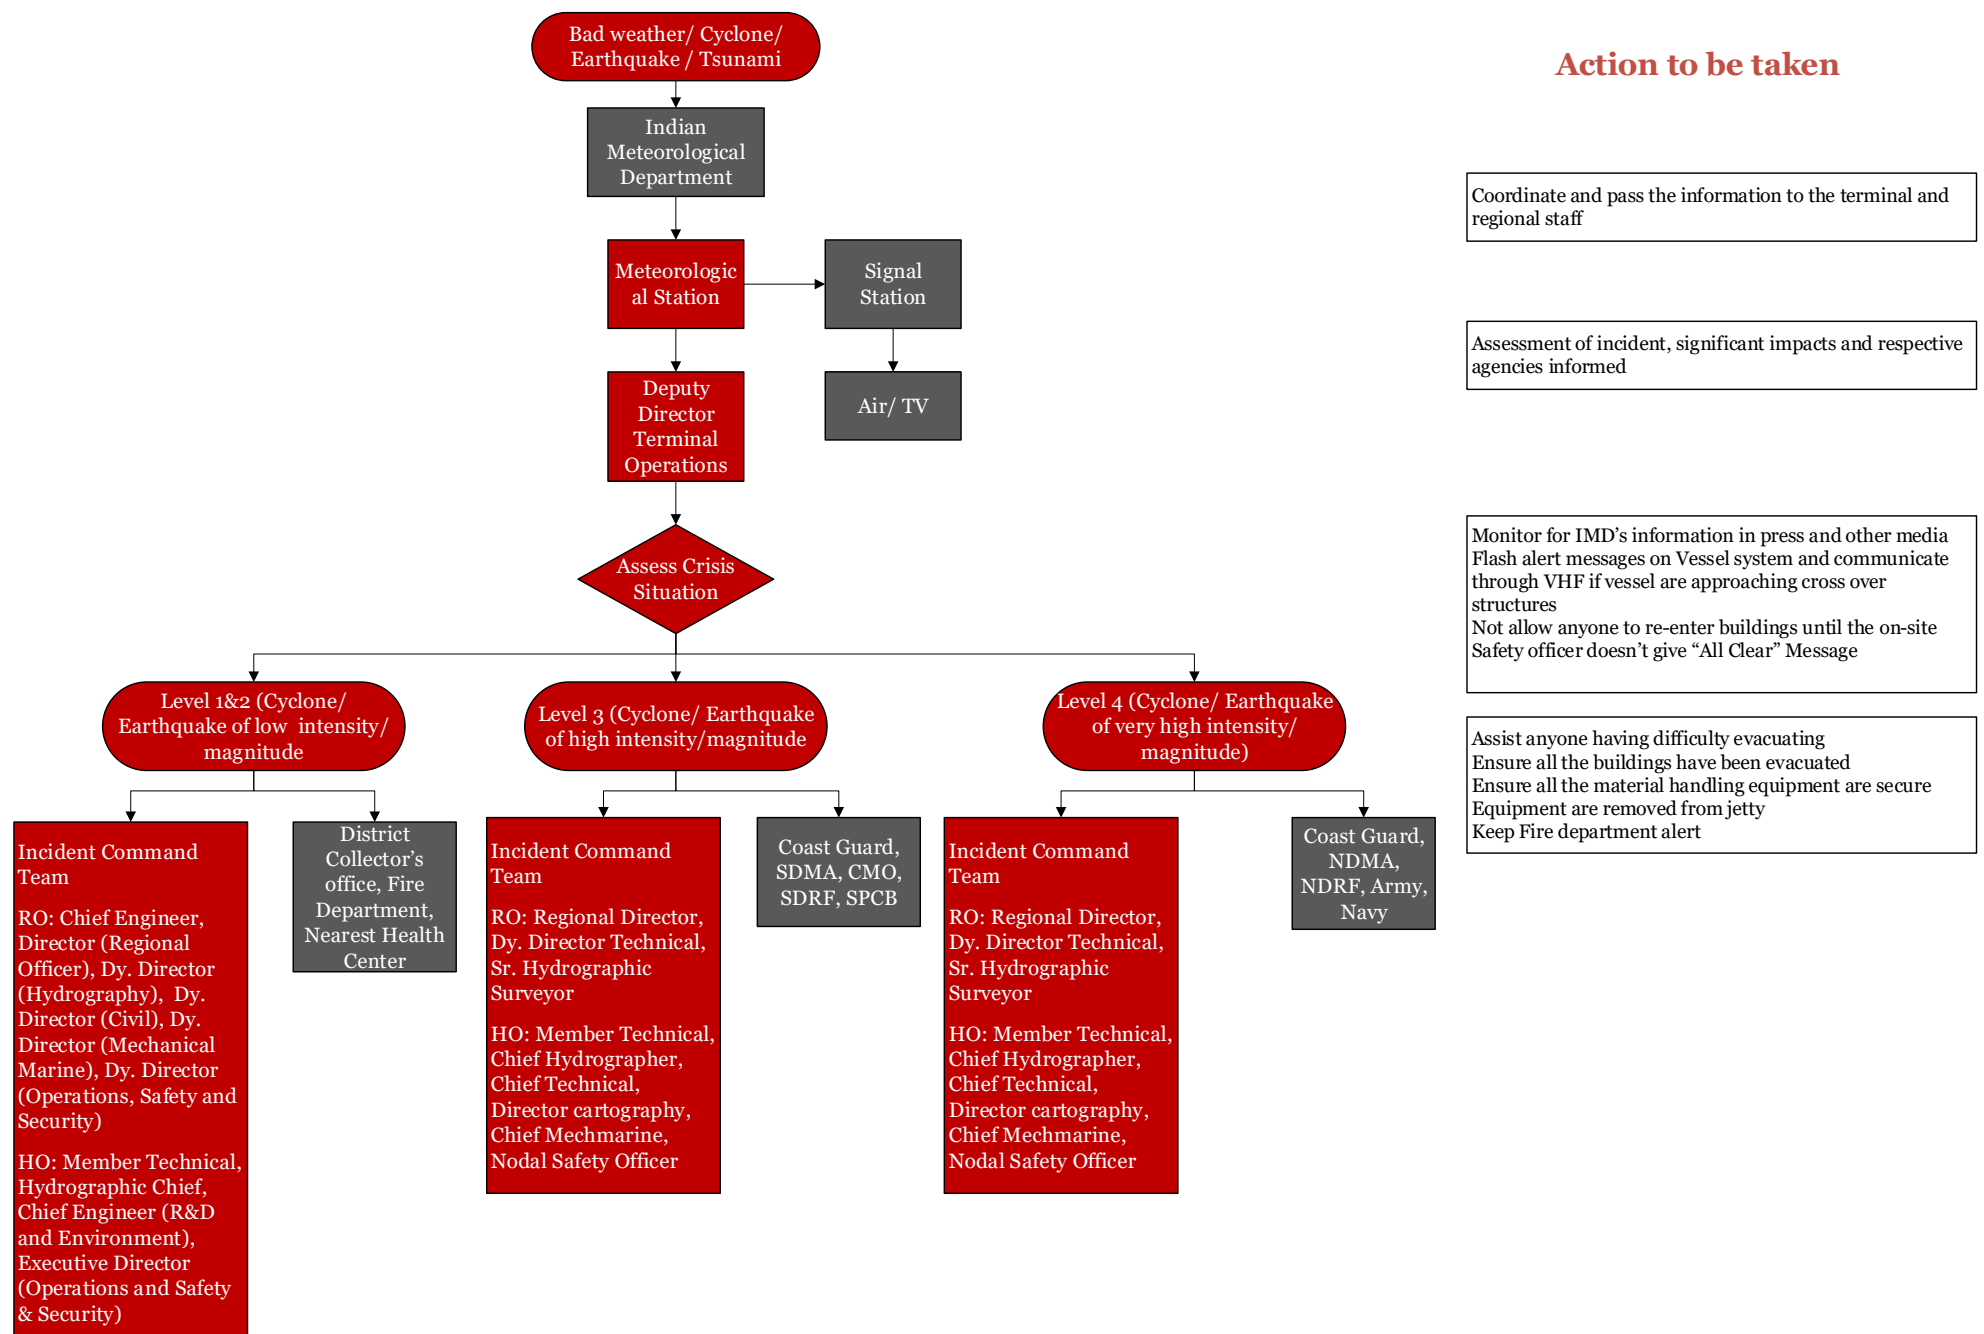 Bad weather/ Cyclone/
Earthquake / Tsunami
Action to be taken
Indian
Meteorological
Department
Coordinate and pass the information to the terminal and
regional staff
Meteorologic
al Station
Signal
Station
Assessment of incident, significant impacts and respective
agencies informed
Deputy
Director
Terminal
Operations
Air/ TV
Assess Crisis
Situation
Monitor for IMD’s information in press and other media
Flash alert messages on Vessel system and communicate
through VHF if vessel are approaching cross over
structures
Not allow anyone to re-enter buildings until the on-site
Safety officer doesn’t give “All Clear” Message
Level 1&2 (Cyclone/
Earthquake of low intensity/
magnitude
Level 3 (Cyclone/ Earthquake
of high intensity/magnitude
Level 4 (Cyclone/ Earthquake
of very high intensity/
magnitude)
Assist anyone having difficulty evacuating
Ensure all the buildings have been evacuated
Ensure all the material handling equipment are secure
Equipment are removed from jetty
Keep Fire department alert
Incident Command
Team
RO: Chief Engineer,
Director (Regional
Officer), Dy. Director
(Hydrography), Dy.
Director (Civil), Dy.
Director (Mechanical
Marine), Dy. Director
(Operations, Safety and
Security)
HO: Member Technical,
Hydrographic Chief,
Chief Engineer (R&D
and Environment),
Executive Director
(Operations and Safety
& Security)
District
Collector’s
office, Fire
Department,
Nearest Health
Center
Incident Command
Team
RO: Regional Director,
Dy. Director Technical,
Sr. Hydrographic
Surveyor
HO: Member Technical,
Chief Hydrographer,
Chief Technical,
Director cartography,
Chief Mechmarine,
Nodal Safety Officer
Coast Guard,
SDMA, CMO,
SDRF, SPCB
Incident Command
Team
RO: Regional Director,
Dy. Director Technical,
Sr. Hydrographic
Surveyor
HO: Member Technical,
Chief Hydrographer,
Chief Technical,
Director cartography,
Chief Mechmarine,
Nodal Safety Officer
Coast Guard,
NDMA,
NDRF, Army,
Navy